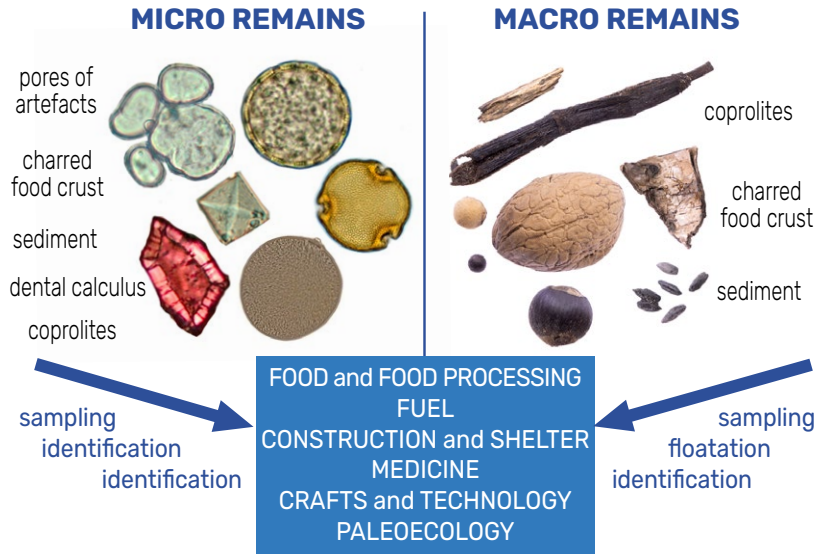 MICRO REMAINS
MACRO REMAINS
pores of
artefacts
charred
food crust
sediment
dental calculus
coprolites
coprolites
charred
food crust
sediment
sampling
identification
identification
FOOD and FOOD PROCESSING
FUEL
CONSTRUCTION and SHELTER
MEDICINE
CRAFTS and TECHNOLOGY
PALEOECOLOGY
sampling
floatation
identification